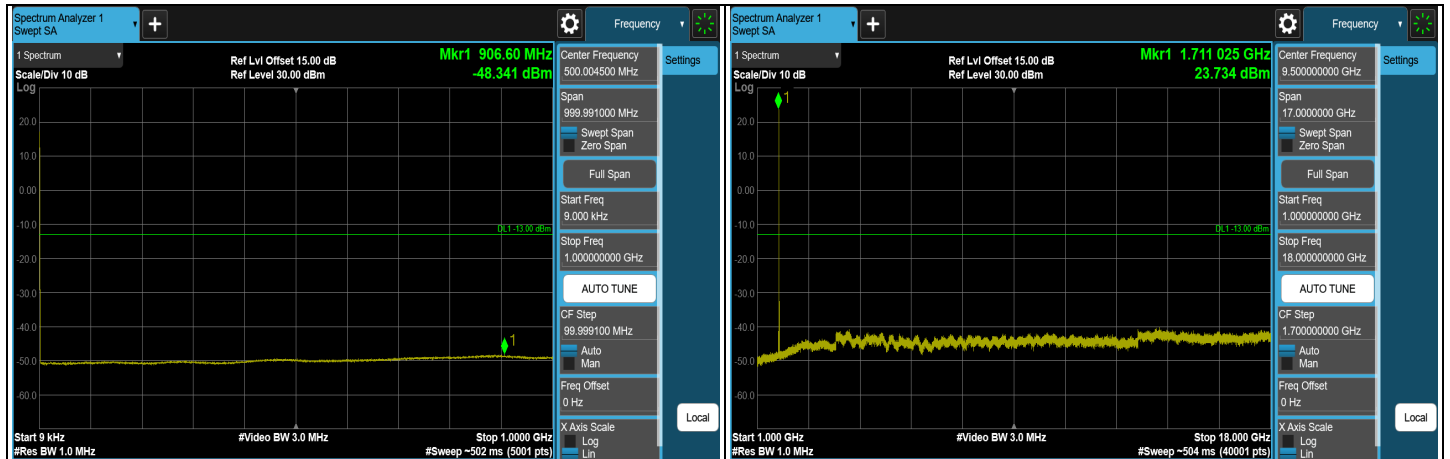 Spectrum Analyzer 1
Swept SA
Frequency
1 Spectrum
Ref Lvl Offset 15.00 dB
Mkr1 906.60 MHz
Scale/Div 10 dB
Ref Level 30.00 dBm
-48.341 dBm
Log
20.0
10.0
0.00
-10.0
-20.0
-30.0
-40.0
-50.0
-60.0
DL1 -13.00 dBm
1
Start 9 kHz
#Video BW 3.0 MHz
Stop 1.0000 GHz
#Res BW 1.0 MHz
#Sweep ~502 ms (5001 pts)
Center Frequency
500.004500 MHz
Settings
Span
999.991000 MHz
Swept Span
Zero Span
Full Span
Start Freq
9.000 kHz
Stop Freq
1.000000000 GHz
AUTO TUNE
CF Step
99.999100 MHz
Auto
Man
Freq Offset
0 Hz
Local
X Axis Scale
Log
Lin
Spectrum Analyzer 1
Swept SA
Frequency
1 Spectrum
Ref Lvl Offset 15.00 dB
Mkr1 1.711 025 GHz
Scale/Div 10 dB
Ref Level 30.00 dBm
23.734 dBm
Log
1
20.0
10.0
0.00
-10.0
-20.0
-30.0
-40.0
-50.0
-60.0
DL1 -13.00 dBm
Start 1.000 GHz
#Video BW 3.0 MHz
Stop 18.000 GHz
#Res BW 1.0 MHz
#Sweep ~504 ms (40001 pts)
Center Frequency
9.500000000 GHz
Settings
Span
17.0000000 GHz
Swept Span
Zero Span
Full Span
Start Freq
1.000000000 GHz
Stop Freq
18.000000000 GHz
AUTO TUNE
CF Step
1.700000000 GHz
Auto
Man
Freq Offset
0 Hz
Local
X Axis Scale
Log
Lin